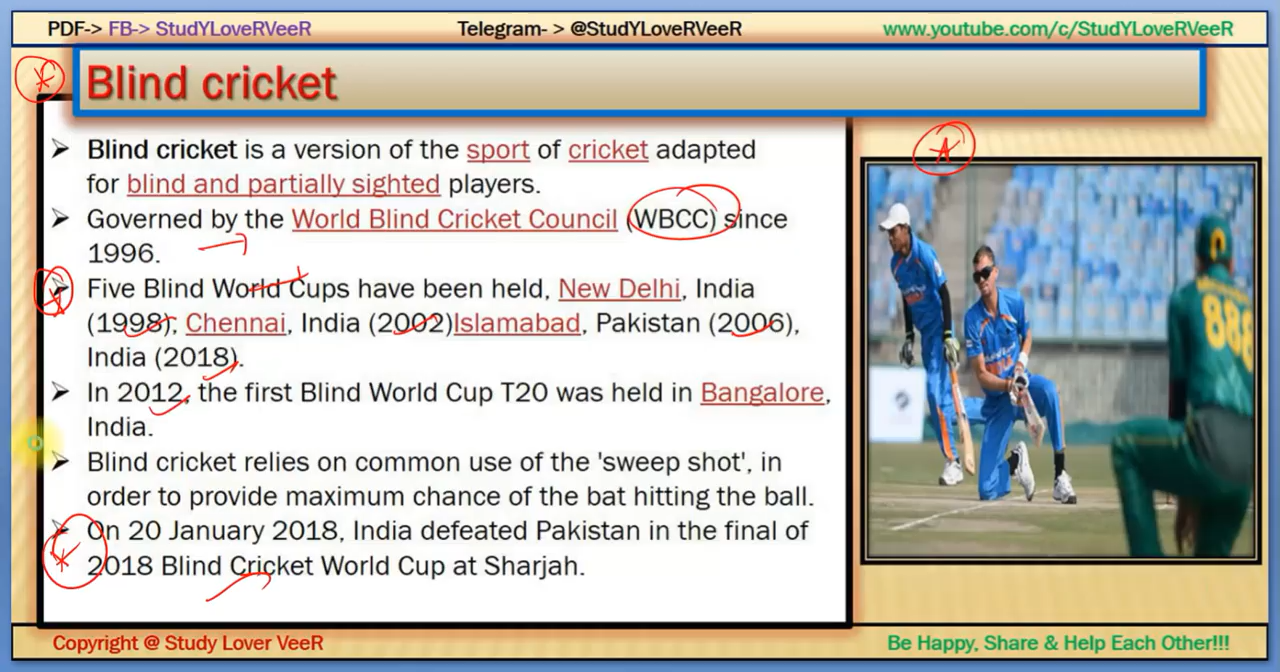 PDF-> FB-> StudYLoveRVeeR
Telegram- > @StudYLoveRVeeR
www.youtube.com/c/StudYLoveRVeeR
Blind cricket
Blind cricket is a version of the sport of cricket adapted
for blind and partially sighted players.
Governed by the World Blind Cricket Council (WBCC) since
1996.
Five Blind World Cups have been held, New Delhi, India
(1998); Chennai, India (2002)Islamabad, Pakistan (2006),
India (2018).
In 2012, the first Blind World Cup T20 was held in Bangalore,
India.
Blind cricket relies on common use of the 'sweep shot', in
order to provide maximum chance of the bat hitting the ball.
On 20 January 2018, India defeated Pakistan in the final of
2018 Blind Cricket World Cup at Sharjah.
888
Copyright @ Study Lover VeeR
Be Happy, Share & Help Each Other!!!